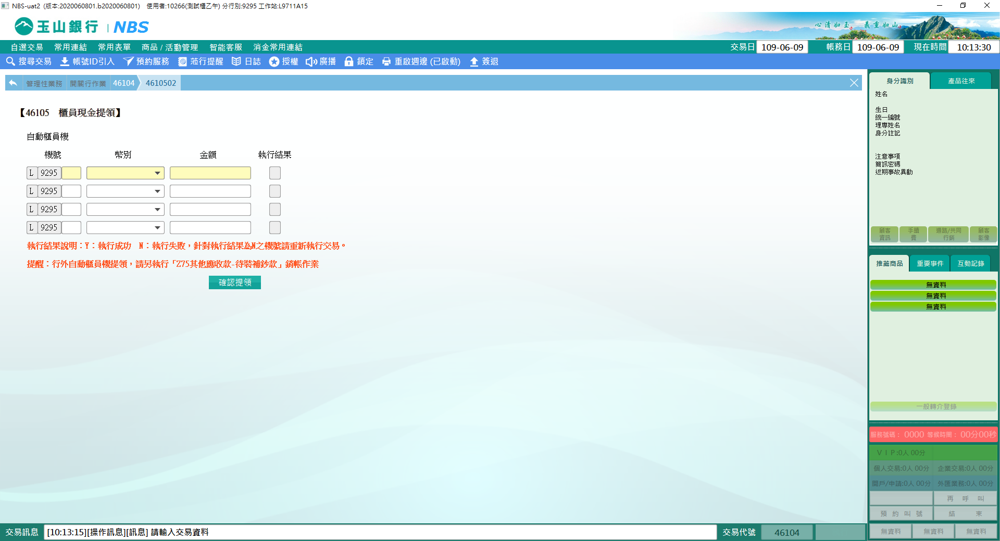 NBS-uat2 (版本:2020060801.b2020060801) 使用者:10266(測試櫃乙午) 分行別:9295 工作站:L9711A15
玉山銀行 | NBS
心清如玉。 義重如山。
自選交易 常用連結 常用表單 商品 / 活動管理 智能客服 消金常用連結 交易日 109-06-09 帳務日 109-06-09 現在時間 10:13:30
搜尋交易 帳號ID引入 預約服務 蒞行提醒 日誌 授權 廣播 鎖定 重啟週邊 (已啟動) 簽退
管理性業務 開關行作業 46104 4610502
【46105 櫃員現金提領】
自動櫃員機
機號 幣別 金額 執行結果
L 9295
L 9295
L 9295
L 9295
執行結果說明：Y：執行成功 N：執行失敗，針對執行結果為N之機號請重新執行交易。
提醒：行外自動櫃員機提領，請另執行「Z75其他應收款-待裝補鈔款」銷帳作業
確認提領
身分識別 產品往來
姓名
生日
統一編號
理專姓名
身分註記
注意事項
簡訊密碼
近期事故異動
顧客資訊 手續費 通路/共同行銷 顧客影像
推薦商品 重要事件 互動記錄
無資料
無資料
無資料
一般轉介登錄
服務號碼： 0000 等候時間： 00分00秒
ＶＩＰ:0人 00分
個人交易:0人 00分 企業交易:0人 00分
開戶/申請:0人 00分 外匯業務:0人 00分
再 呼 叫
預 約 叫 號 結 束
無資料 無資料 無資料
交易訊息 [10:13:15][操作訊息][訊息] 請輸入交易資料 交易代號 46104